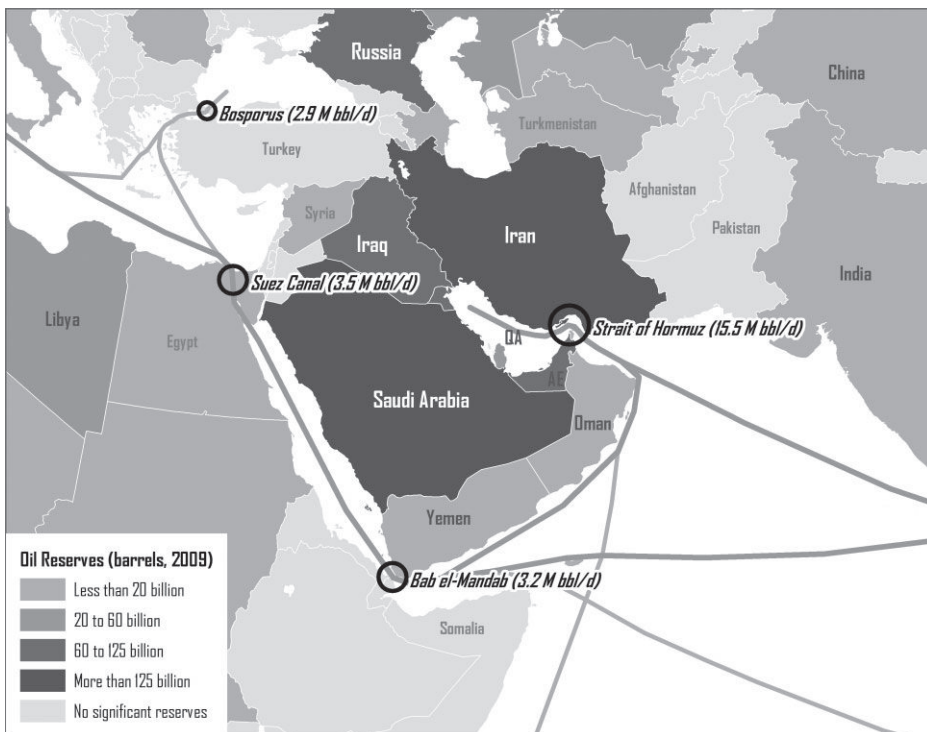 Russia
China
Bosporus (2.9 M bbl/d)
Turkmenistan
Turkey
Afghanistan
Syria
Iraq
Iran
Pakistan
Suez Canal (3.5 M bbl/d)
India
Libya
Strait of Hormuz (15.5 M bbl/d)
QA
Egypt
AE
Saudi Arabia
Oman
Yemen
Oil Reserves (barrels, 2009)
Less than 20 billion
20 to 60 billion
60 to 125 billion
More than 125 billion
No significant reserves
Bab el-Mandab (3.2 M bbl/d)
Somalia